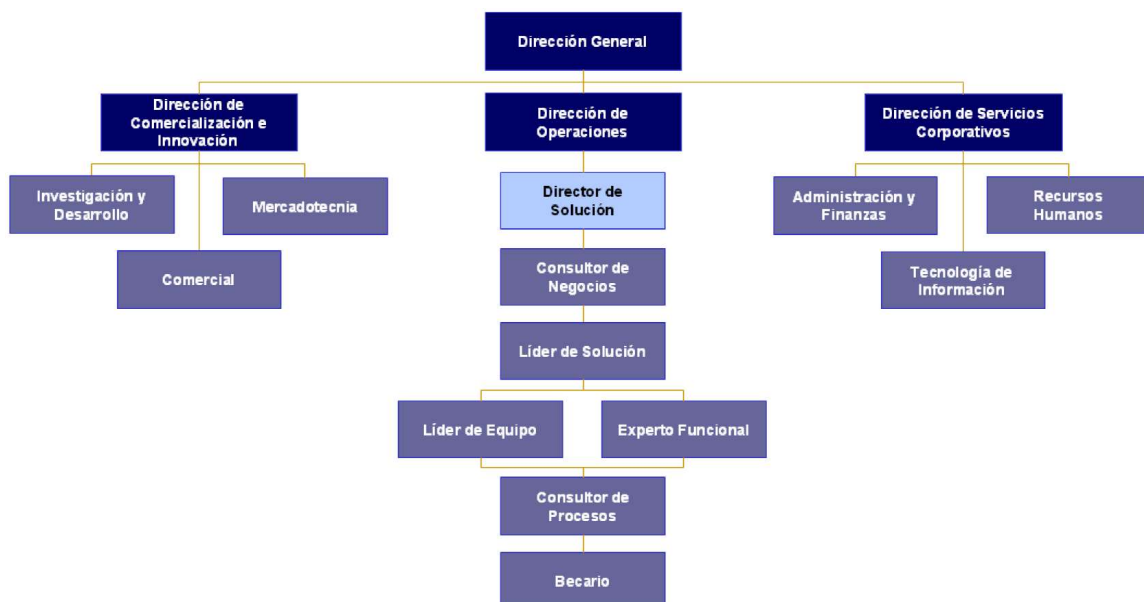 Dirección General
Dirección de
Comercialización e
Innovación
Dirección de
Operaciones
Dirección de Servicios
Corporativos
Investigación y
Desarrollo
Mercadotecnia
Comercial
Director de
Solución
Consultor de
Negocios
Líder de Solución
Líder de Equipo
Experto Funcional
Consultor de
Procesos
Becario
Administración y
Finanzas
Recursos
Humanos
Tecnología de
Información